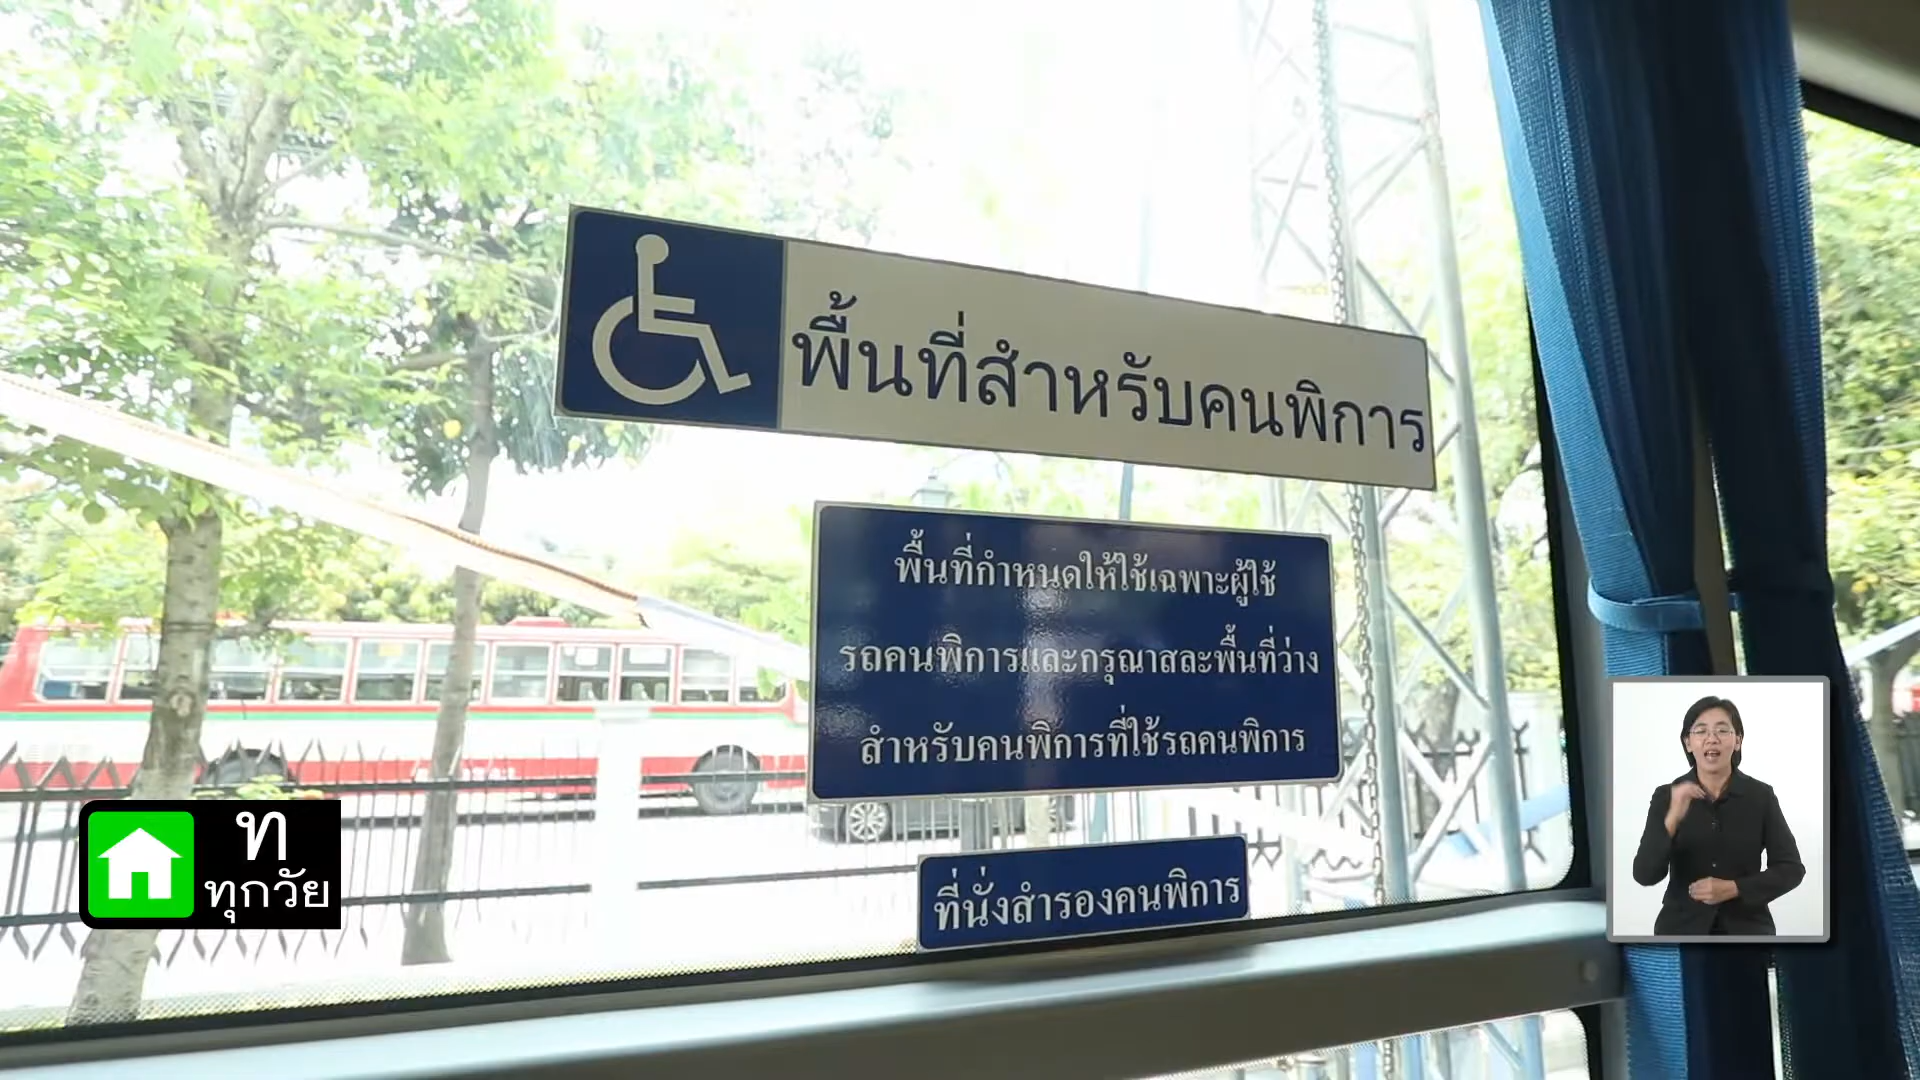 พื้นที่สำหรับคนพิการ
พื้นที่กำหนดให้ใช้เฉพาะผู้ใช้
รถคนพิการและกรุณาสละพื้นที่ว่าง
สำหรับคนพิการที่ใช้รถคนพิการ
ที่นั่งสำรองคนพิการ
ท
ทุกวัย